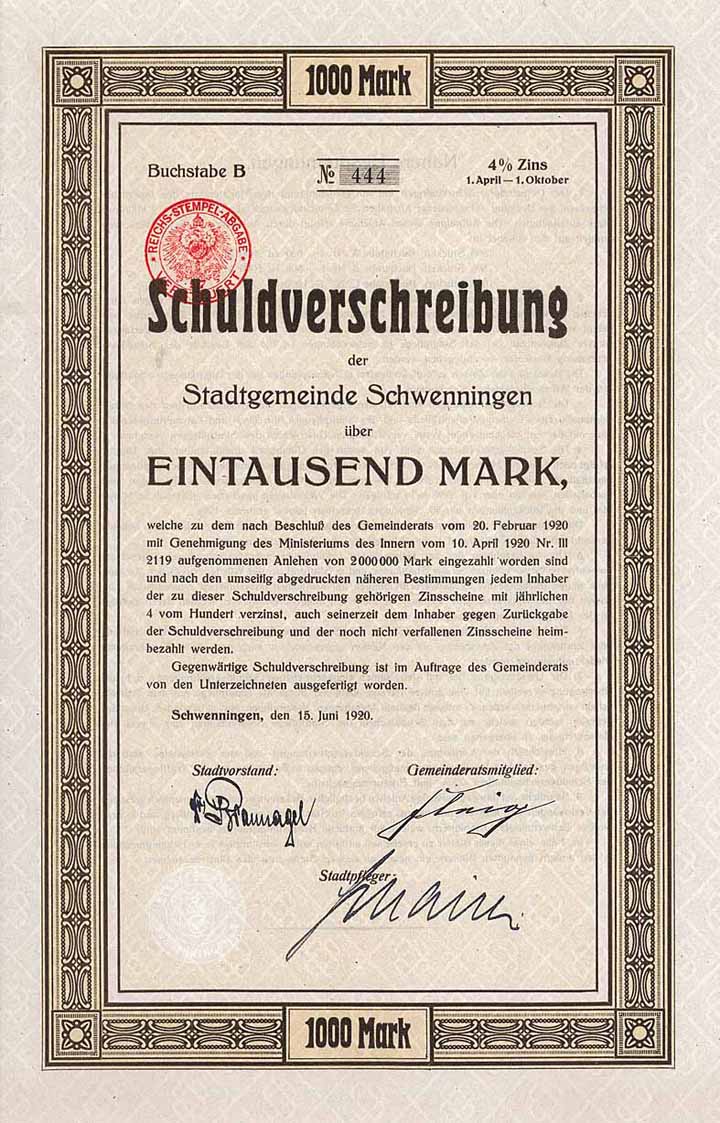 1000 Mark
Buchstabe B
№ 444
4% Zins
1. April — 1. Oktober
REICHS-STEMPEL-ABGABE
Schuldverschreibung
der
Stadtgemeinde Schwenningen
über
EINTAUSEND MARK,
welche zu dem nach Beschluß des Gemeinderats vom 20. Februar 1920
mit Genehmigung des Ministeriums des Innern vom 10. April 1920 Nr. III
2119 aufgenommenen Anlehen von 2000000 Mark eingezahlt worden sind
und nach den umseitig abgedruckten näheren Bestimmungen jedem Inhaber
der zu dieser Schuldverschreibung gehörigen Zinsscheine mit jährlichen
4 vom Hundert verzinst, auch seinerzeit dem Inhaber gegen Zurückgabe
der Schuldverschreibung und der noch nicht verfallenen Zinsscheine heim-
bezahlt werden.
Gegenwärtige Schuldverschreibung ist im Auftrage des Gemeinderats
von den Unterzeichneten ausgefertigt worden.
Schwenningen, den 15. Juni 1920.
Stadtvorstand:
Gemeinderatsmitglied:
Stadtpfleger:
1000 Mark